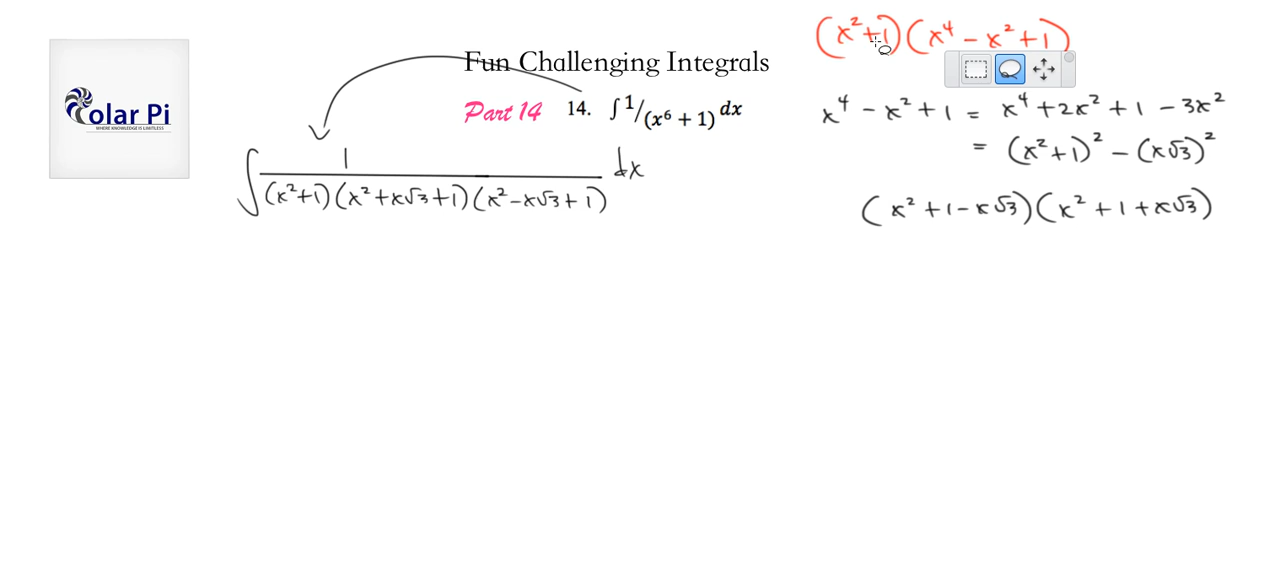 (x² + 1)(x⁴ − x² + 1)
Fun Challenging Integrals
olar Pi
WHERE KNOWLEDGE IS LIMITLESS
Part 14 14. ∫ 1/(x⁶ + 1) dx
x⁴ − x² + 1 = x⁴ + 2x² + 1 − 3x²
= (x² + 1)² − (x√3)²
∫ 1/((x²+1)(x²+x√3+1)(x²−x√3+1)) dx
(x² + 1 − x√3)(x² + 1 + x√3)